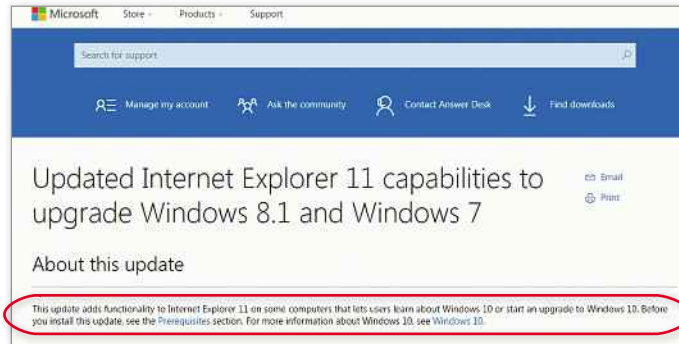 Microsoft Store Products Support
Search for support
Manage my account Ask the community Contact Answer Desk Find downloads
Updated Internet Explorer 11 capabilities to
upgrade Windows 8.1 and Windows 7
Email
Print
About this update
This update adds functionality to Internet Explorer 11 on some computers that lets users learn about Windows 10 or start an upgrade to Windows 10. Before
you install this update, see the Prerequisites section. For more information about Windows 10, see Windows 10.